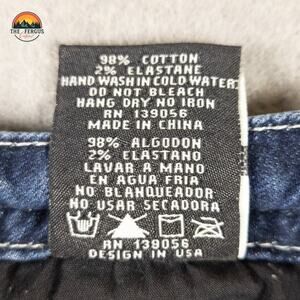 THE FERGUS
98% COTTON
2% ELASTANE
HAND WASH IN COLD WATER
DO NOT BLEACH
HANG DRY NO IRON
RN 139056
MADE IN CHINA
98% ALGODON
2% ELASTANO
LAVAR A MANO
EN AGUA FRIA
NO BLANQUEADOR
NO USAR SECADORA
RN 139056
DESIGN IN USA